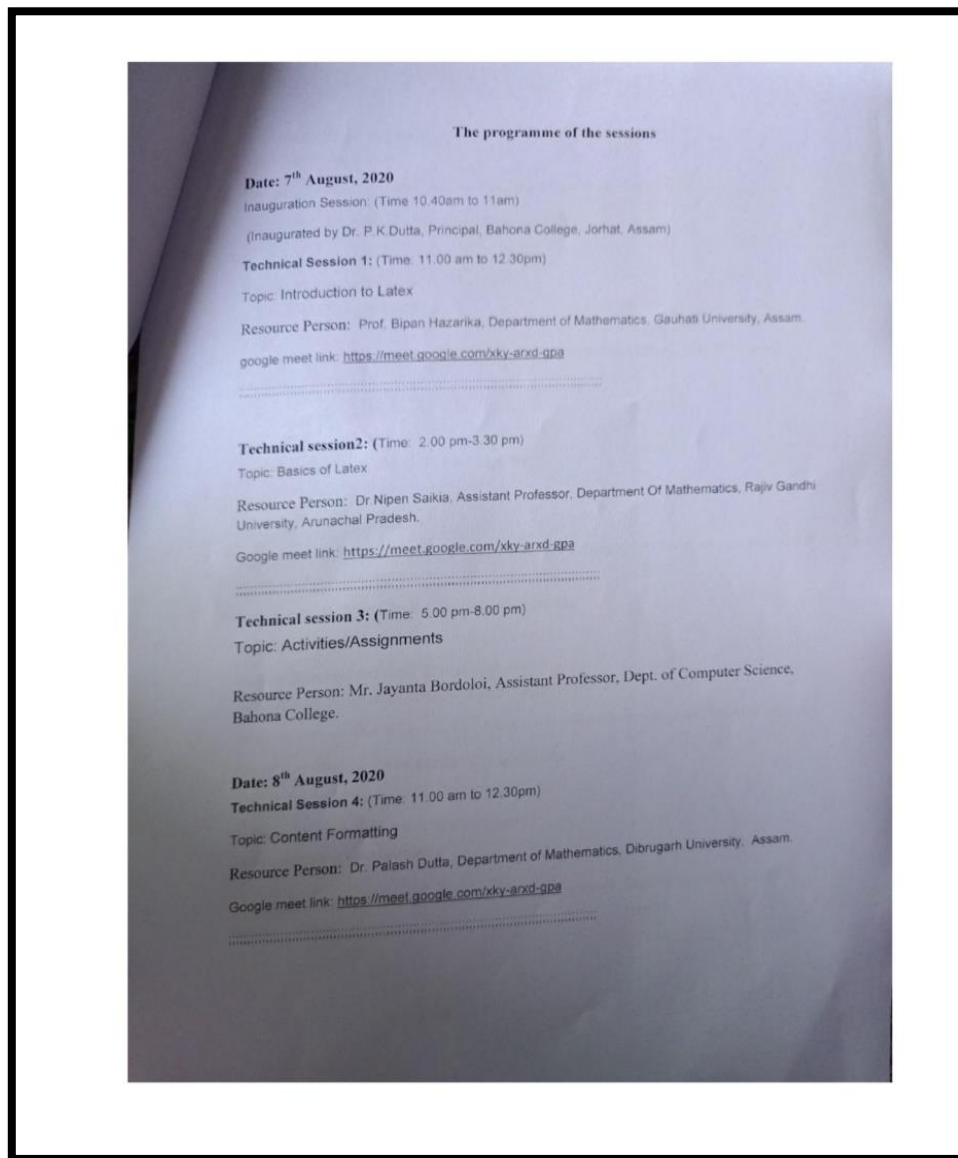 The programme of the sessions
Date: 7th August, 2020
Inauguration Session: (Time 10.40am to 11am)
(Inaugurated by Dr. P.K.Dutta, Principal, Bahona College, Jorhat, Assam)
Technical Session 1: (Time: 11.00 am to 12.30pm)
Topic: Introduction to Latex
Resource Person: Prof. Bipan Hazarika, Department of Mathematics, Gauhati University, Assam.
google meet link: https://meet.google.com/xky-arxd-gpa
Technical session2: (Time: 2.00 pm-3.30 pm)
Topic: Basics of Latex
Resource Person: Dr.Nipen Saikia, Assistant Professor, Department Of Mathematics, Rajiv Gandhi
University, Arunachal Pradesh.
Google meet link: https://meet.google.com/xky-arxd-gpa
Technical session 3: (Time: 5.00 pm-8.00 pm)
Topic: Activities/Assignments
Resource Person: Mr. Jayanta Bordoloi, Assistant Professor, Dept. of Computer Science,
Bahona College.
Date: 8th August, 2020
Technical Session 4: (Time: 11.00 am to 12.30pm)
Topic: Content Formatting
Resource Person: Dr. Palash Dutta, Department of Mathematics, Dibrugarh University, Assam.
Google meet link: https://meet.google.com/xky-arxd-gpa